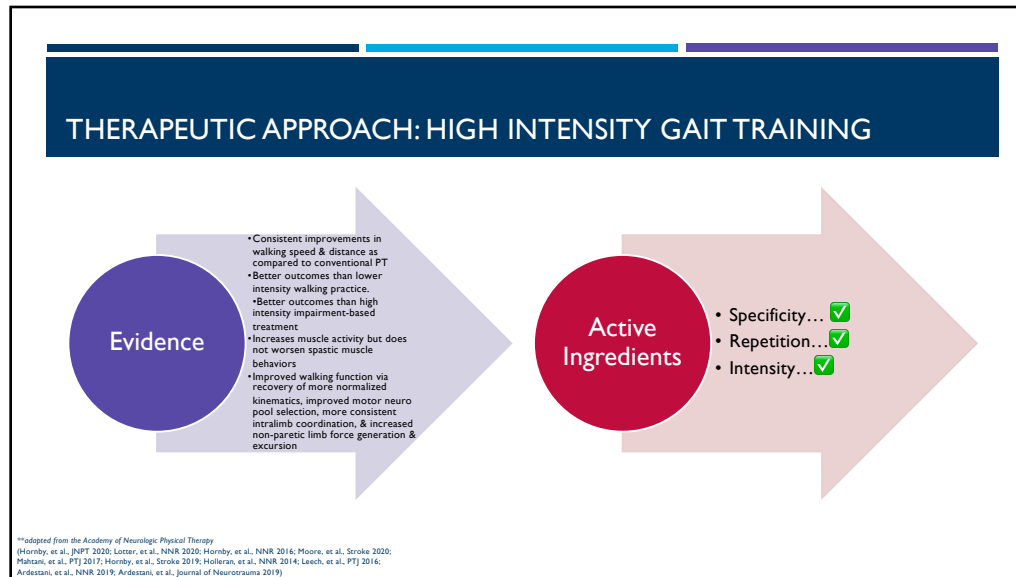 THERAPEUTIC APPROACH: HIGH INTENSITY GAIT TRAINING
Evidence
•Consistent improvements in
walking speed & distance as
compared to conventional PT
•Better outcomes than lower
intensity walking practice.
•Better outcomes than high
intensity impairment-based
treatment
•Increases muscle activity but does
not worsen spastic muscle
behaviors
•Improved walking function via
recovery of more normalized
kinematics, improved motor neuro
pool selection, more consistent
intralimb coordination, & increased
non-paretic limb force generation &
excursion
Active
Ingredients
• Specificity… ✅
• Repetition…✅
• Intensity…✅
**adapted from the Academy of Neurologic Physical Therapy
(Hornby, et al., JNPT 2020; Lotter, et al., NNR 2020; Hornby, et al., NNR 2016; Moore, et al., Stroke 2020;
Mahtani, et al., PTJ 2017; Hornby, et al., Stroke 2019; Holleran, et al., NNR 2014; Leech, et al., PTJ 2016;
Ardestani, et al., NNR 2019; Ardestani, et al., Journal of Neurotrauma 2019)